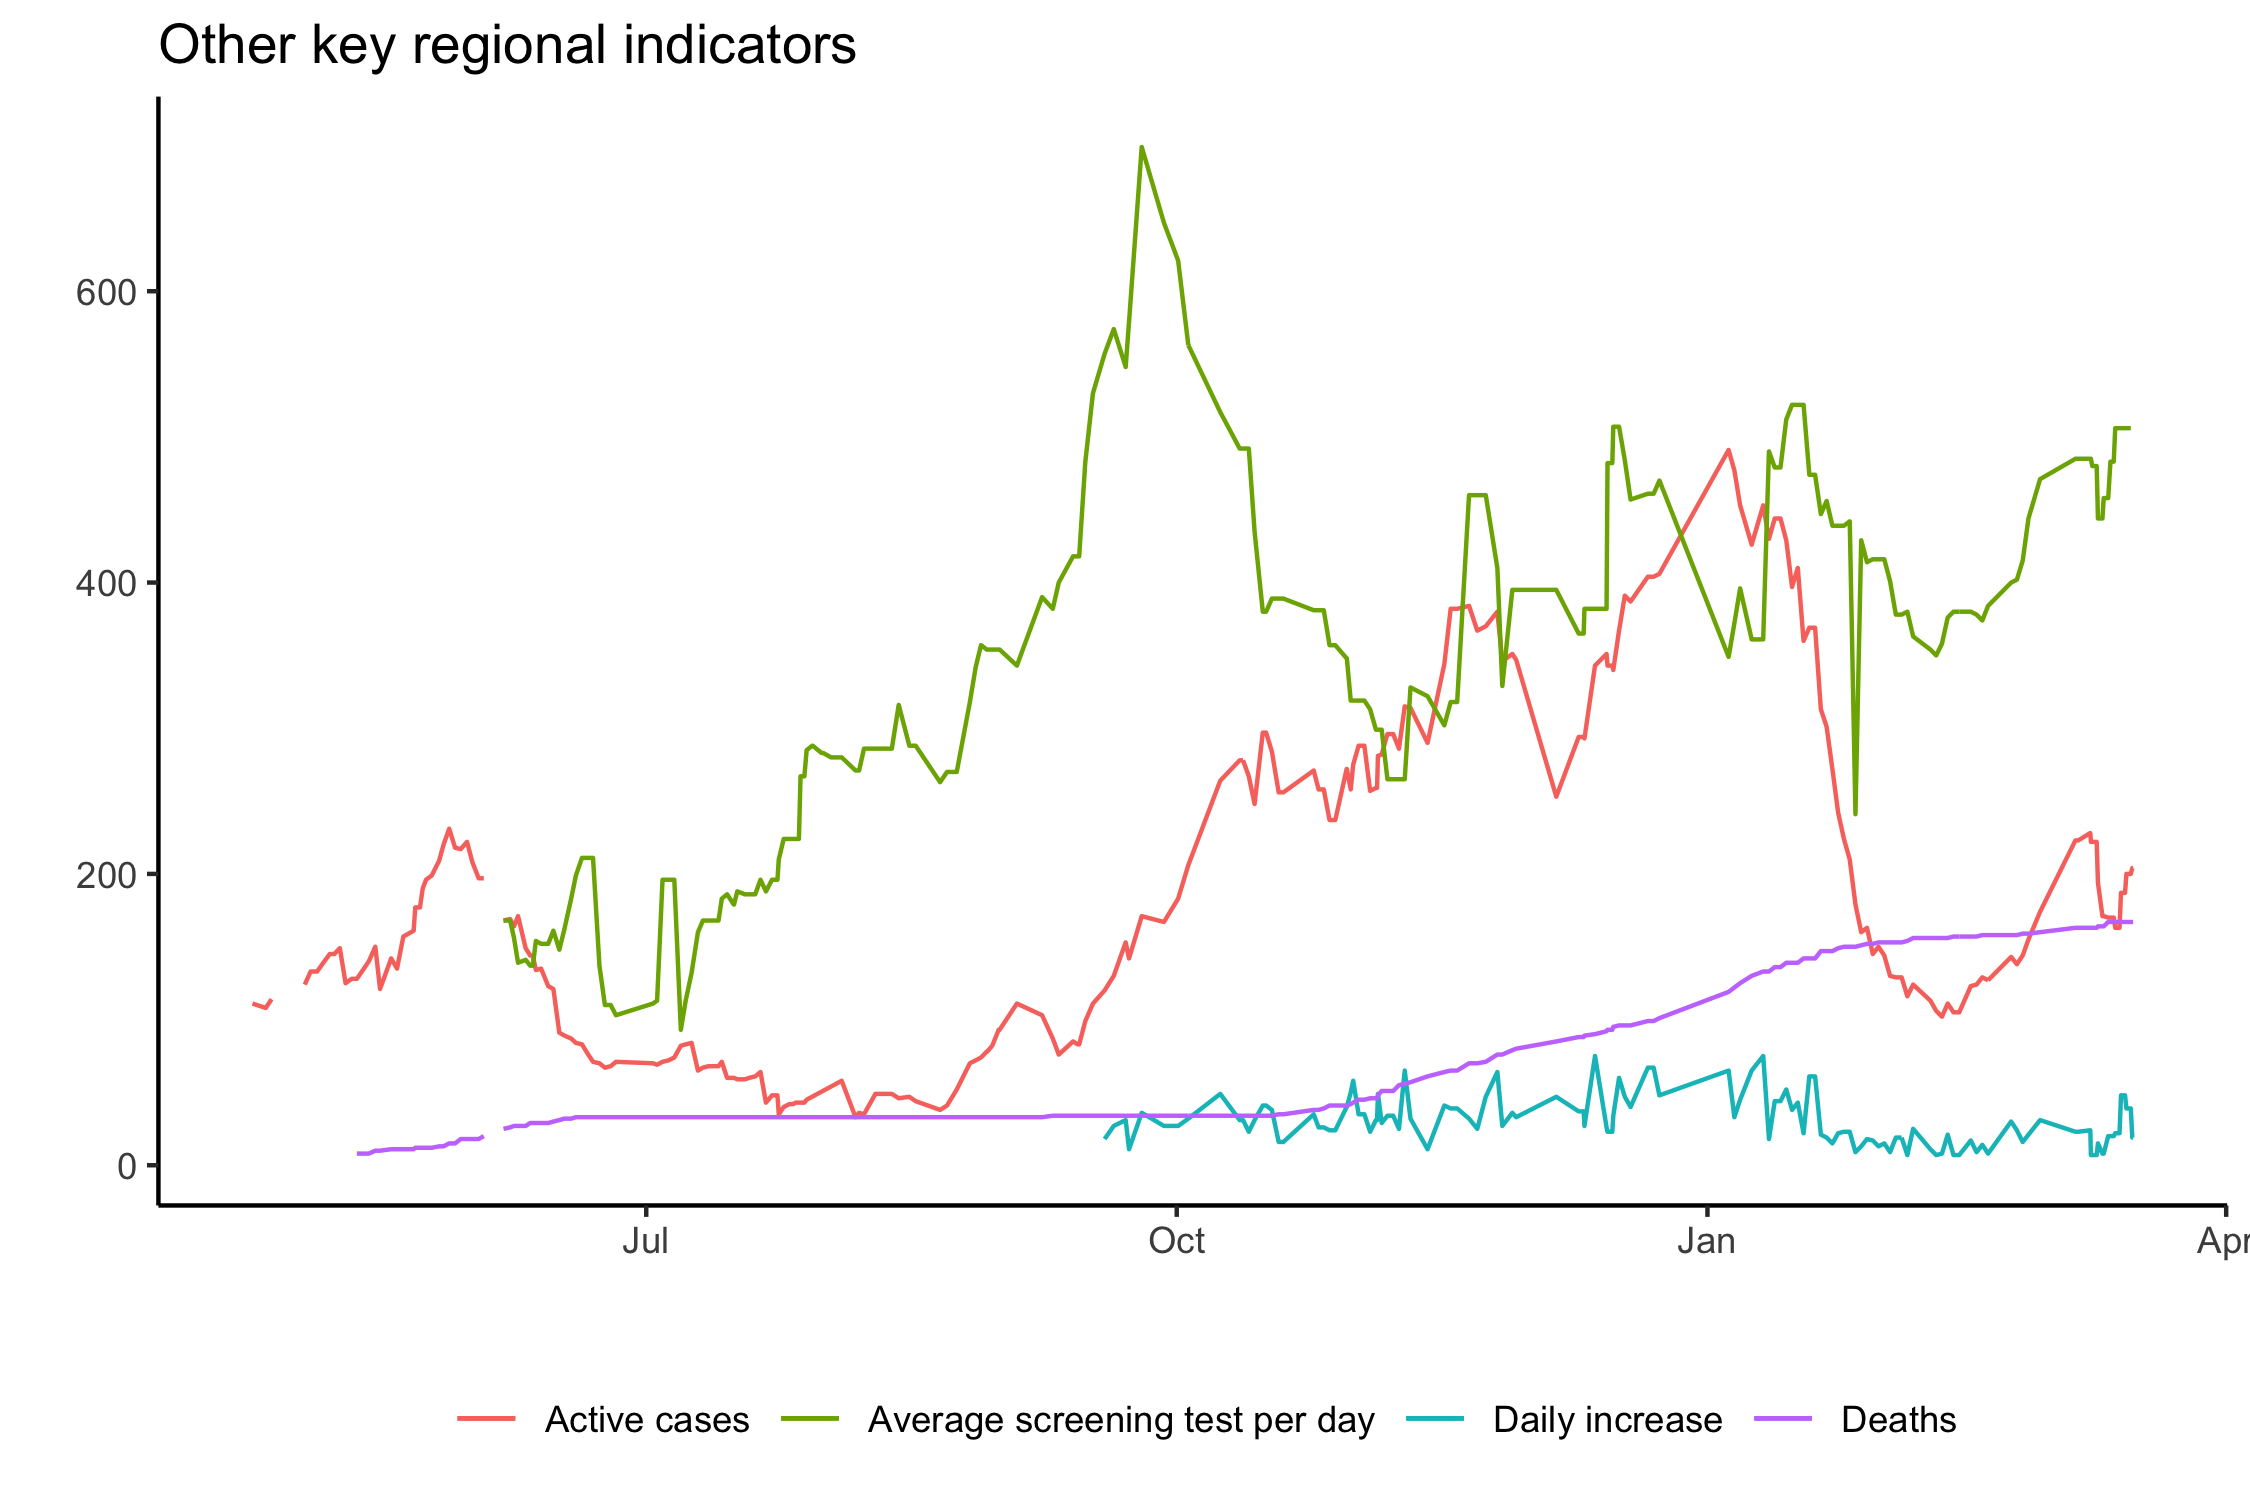 Other key regional indicators
600
400
200
0
Jul Oct Jan Apr
Active cases Average screening test per day Daily increase Deaths